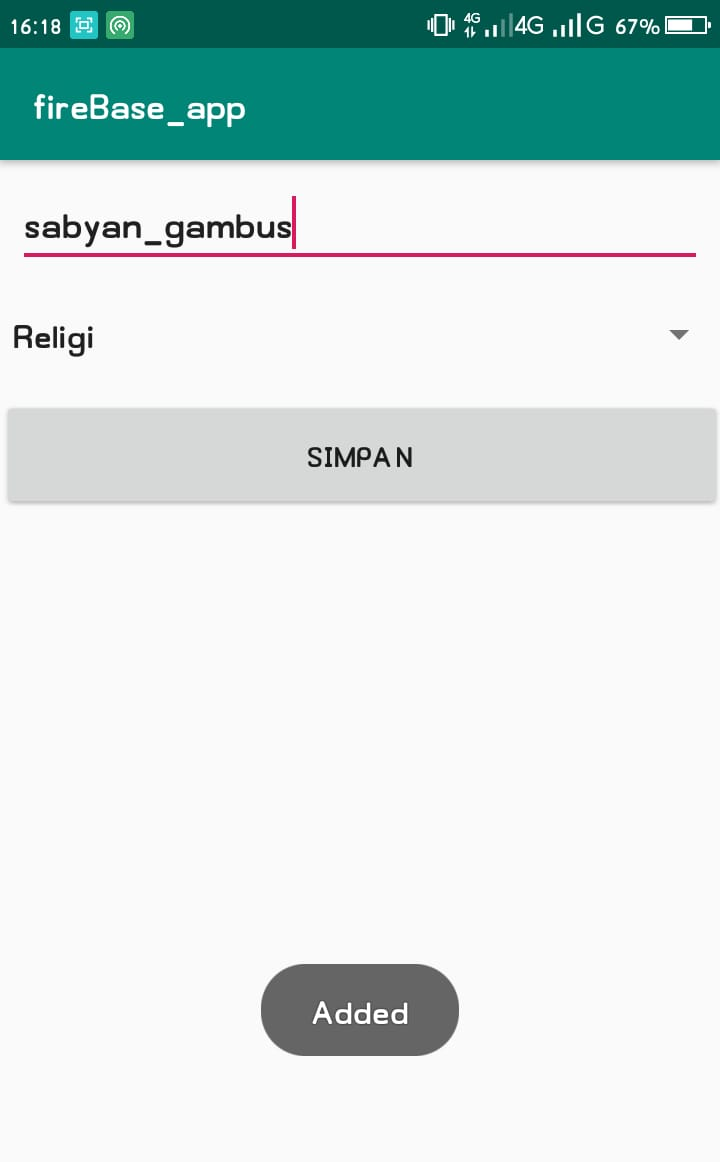 16:18 4G 4G G 67%
fireBase_app
sabyan_gambus
Religi
SIMPAN
Added